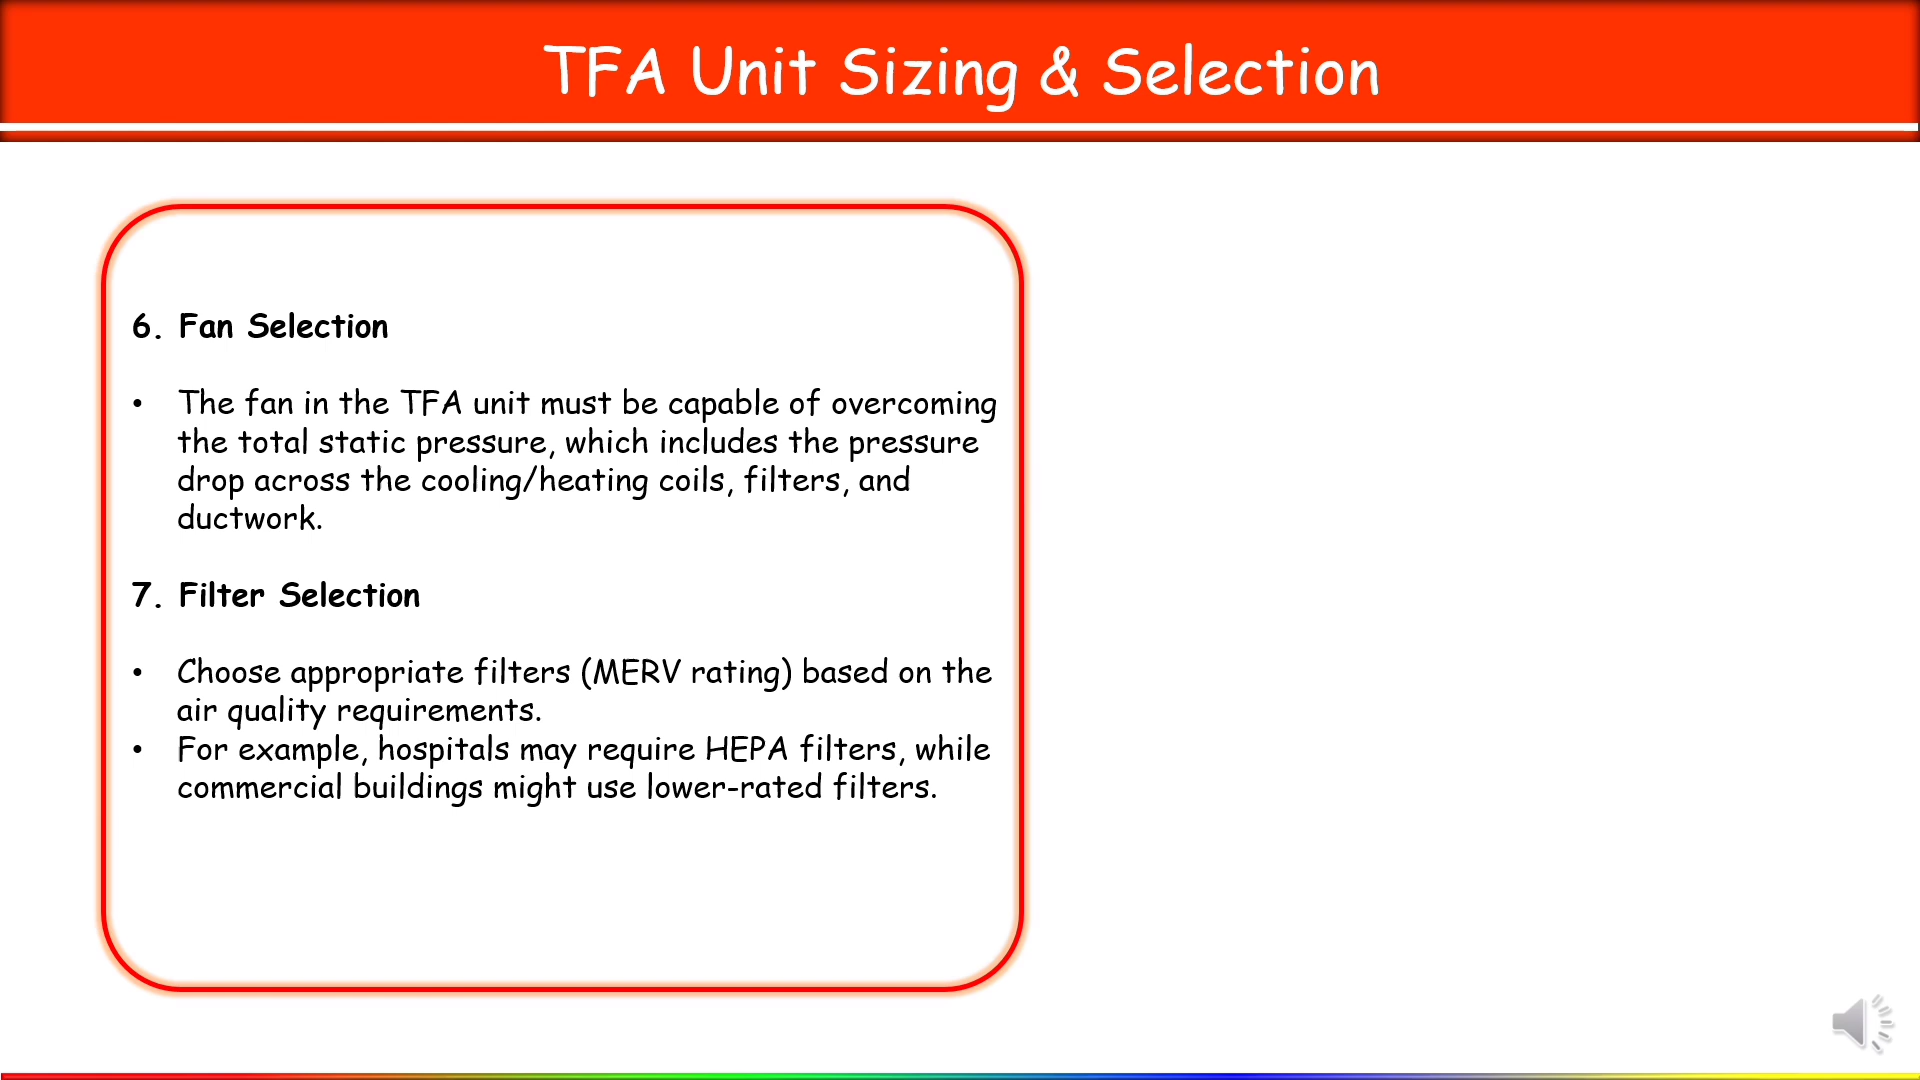 TFA Unit Sizing & Selection
6. Fan Selection
• The fan in the TFA unit must be capable of overcoming
the total static pressure, which includes the pressure
drop across the cooling/heating coils, filters, and
ductwork.
7. Filter Selection
• Choose appropriate filters (MERV rating) based on the
air quality requirements.
• For example, hospitals may require HEPA filters, while
commercial buildings might use lower-rated filters.